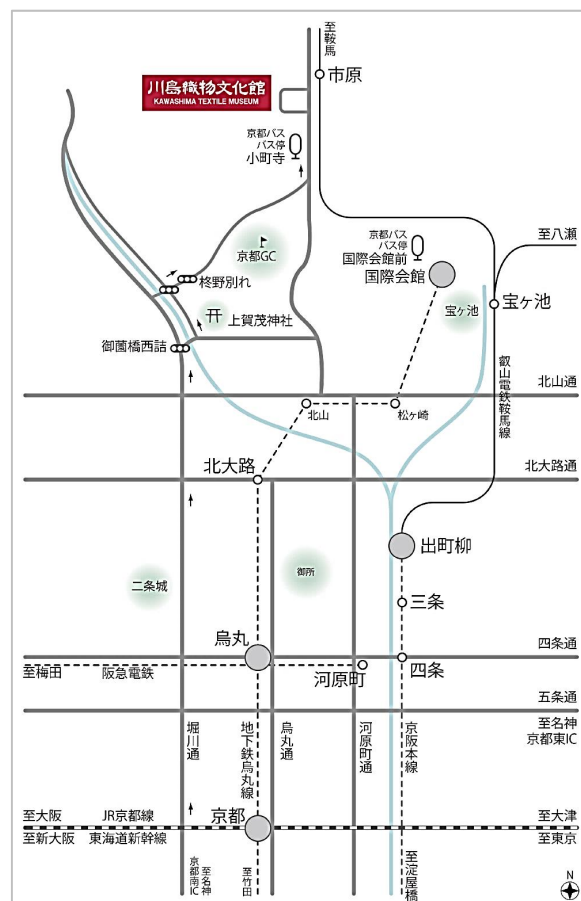 至鞍馬
市原
川島織物文化館
KAWASHIMA TEXTILE MUSEUM
京都バス
バス停
小町寺
京都バス
バス停
国際会館前
国際会館
至八瀬
京都GC
柊野別れ
宝ヶ池
宝ヶ池
上賀茂神社
御薗橋西詰
叡山電鉄鞍馬線
北山通
北山
松ヶ崎
北大路
北大路通
出町柳
二条城
御所
三条
烏丸
四条通
至梅田
阪急電鉄
河原町
四条
五条通
堀川通
地下鉄烏丸線
烏丸通
河原町通
京阪本線
至名神
京都東IC
至大阪
JR京都線
京都
至大津
至新大阪
東海道新幹線
至東京
至名神
京都南IC
至竹田
至淀屋橋
N